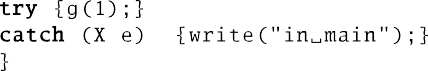 try {g(1);}
catch (X e) {write("in␣main");}
}